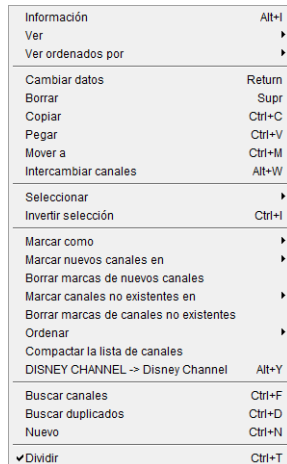 Información Alt+I
Ver
Ver ordenados por
Cambiar datos Return
Borrar Supr
Copiar Ctrl+C
Pegar Ctrl+V
Mover a Ctrl+M
Intercambiar canales Alt+W
Seleccionar
Invertir selección Ctrl+I
Marcar como
Marcar nuevos canales en
Borrar marcas de nuevos canales
Marcar canales no existentes en
Borrar marcas de canales no existentes
Ordenar
Compactar la lista de canales
DISNEY CHANNEL -> Disney Channel Alt+Y
Buscar canales Ctrl+F
Buscar duplicados Ctrl+D
Nuevo Ctrl+N
Dividir Ctrl+T